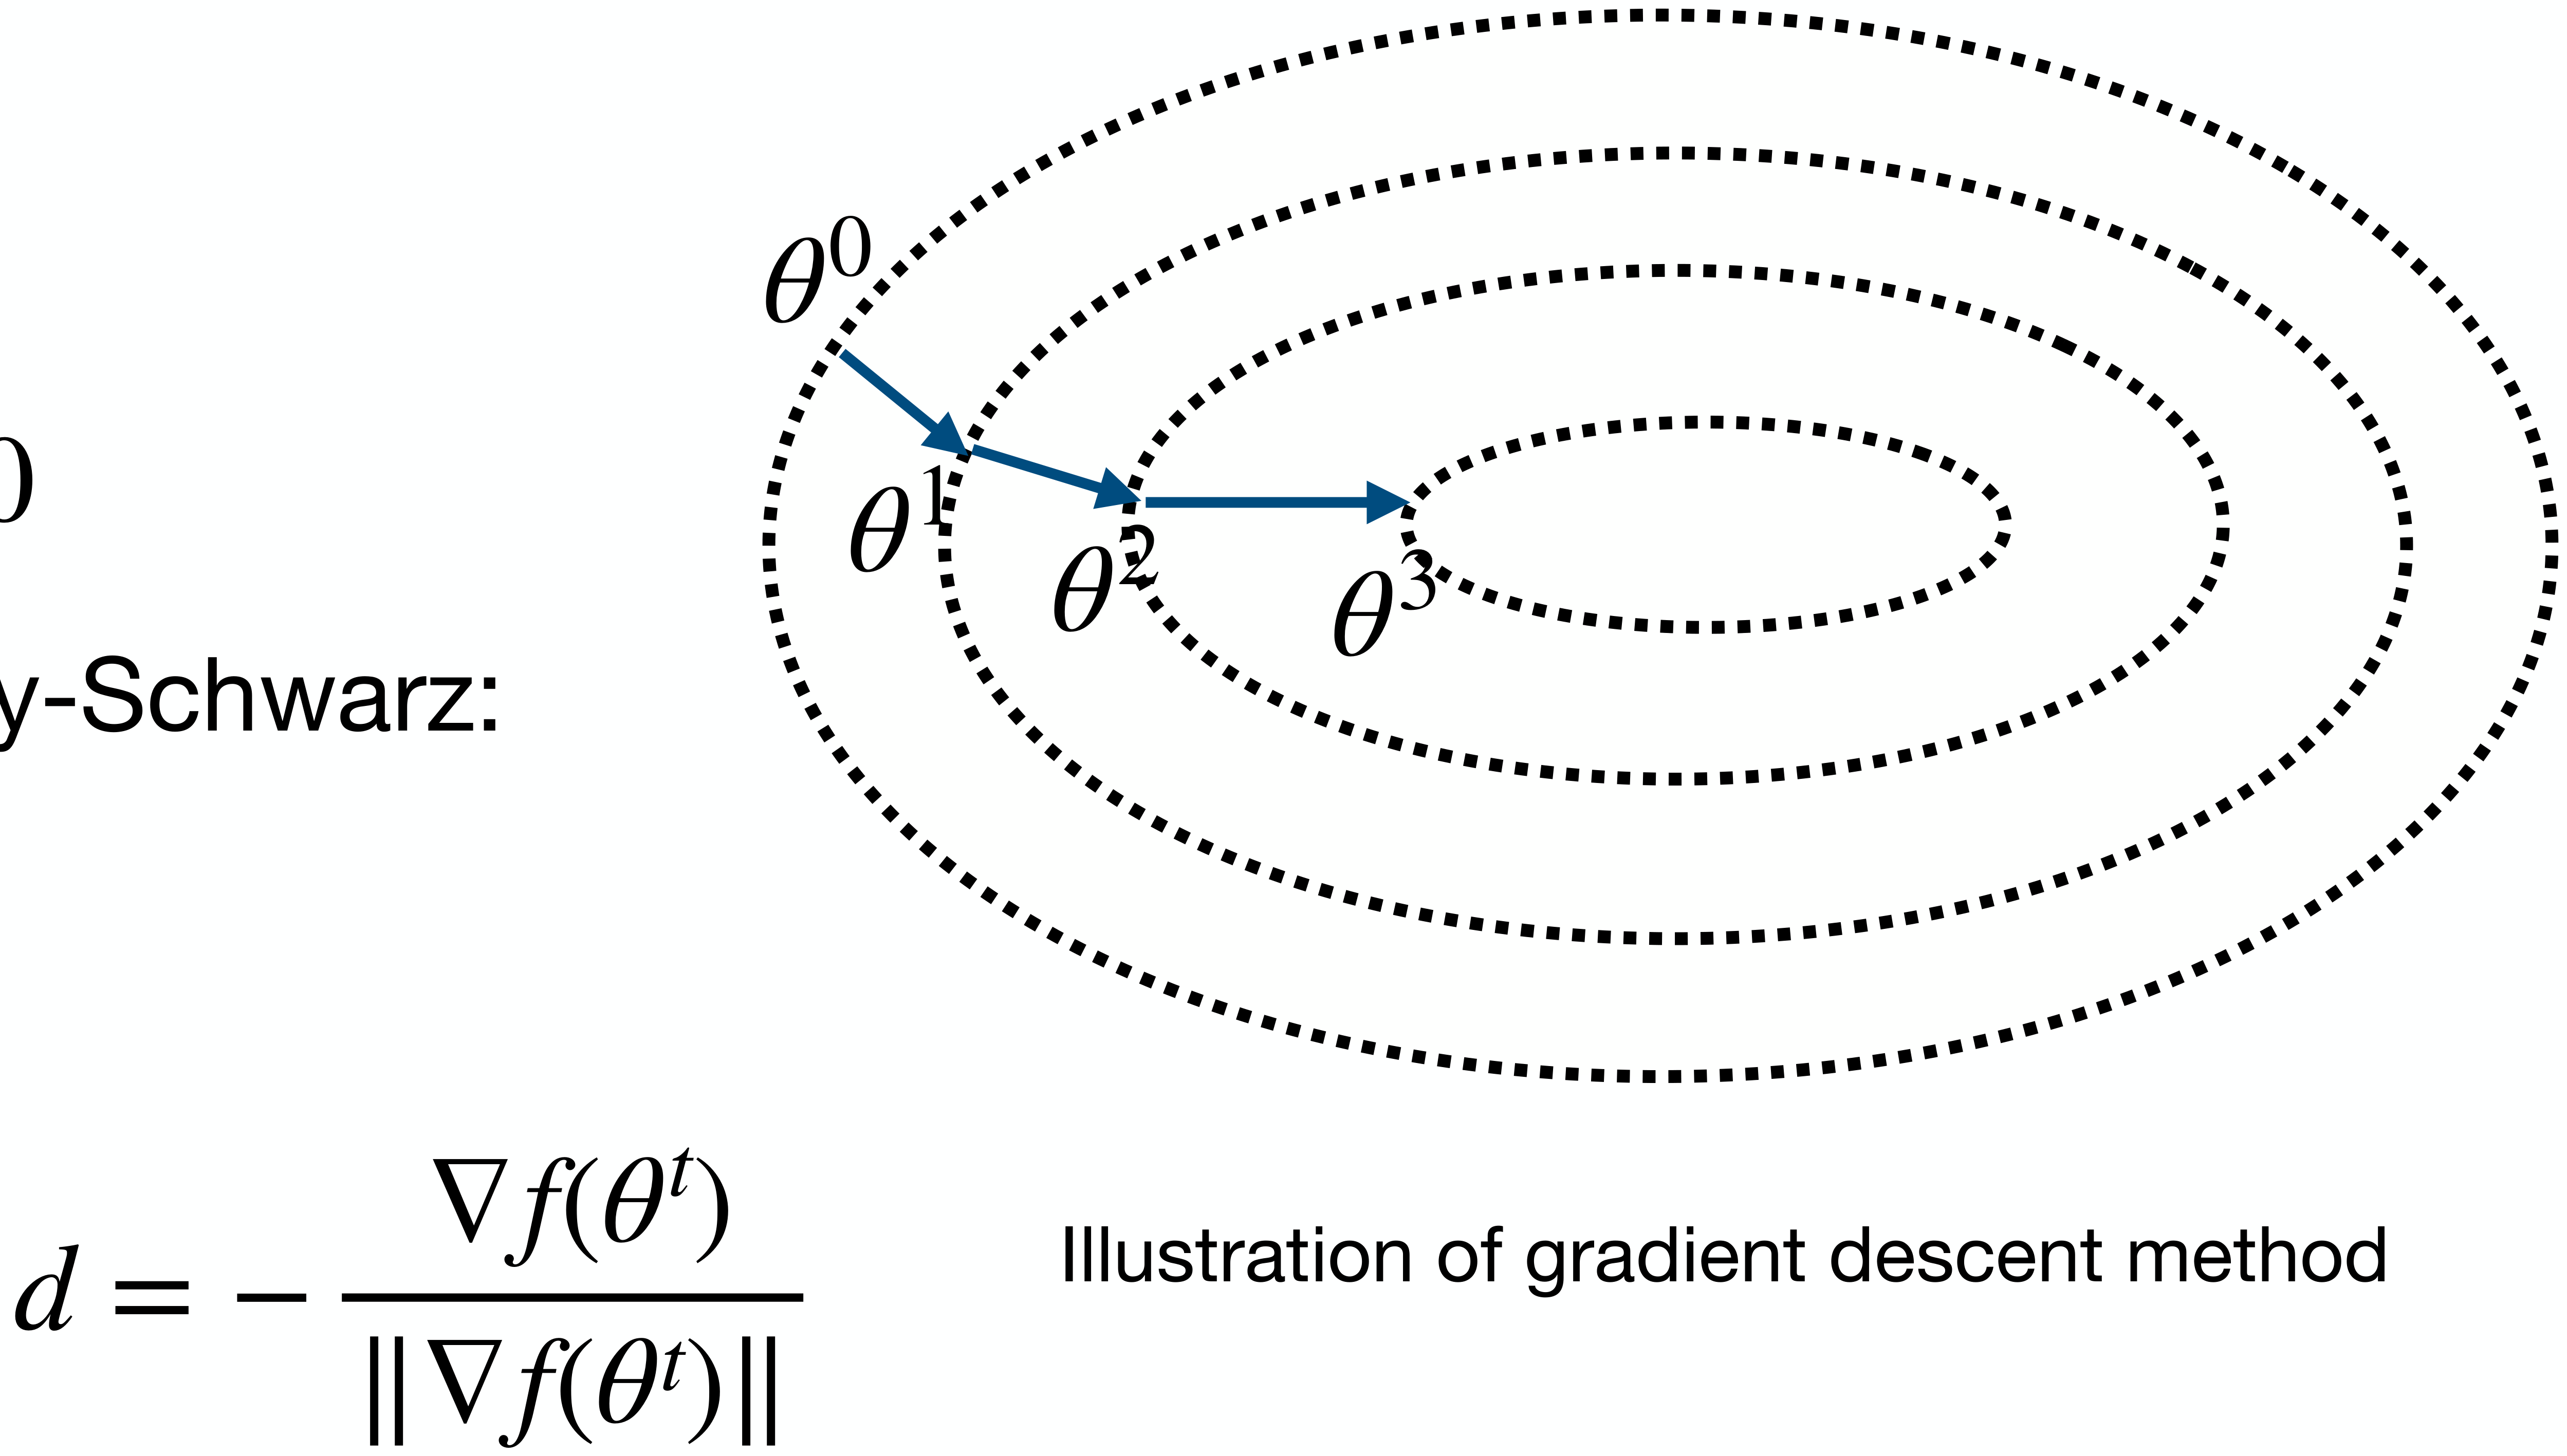 θ⁰
0
θ¹
θ²
θ³
y-Schwarz:
d = − ∇f(θᵗ) / ‖∇f(θᵗ)‖
Illustration of gradient descent method